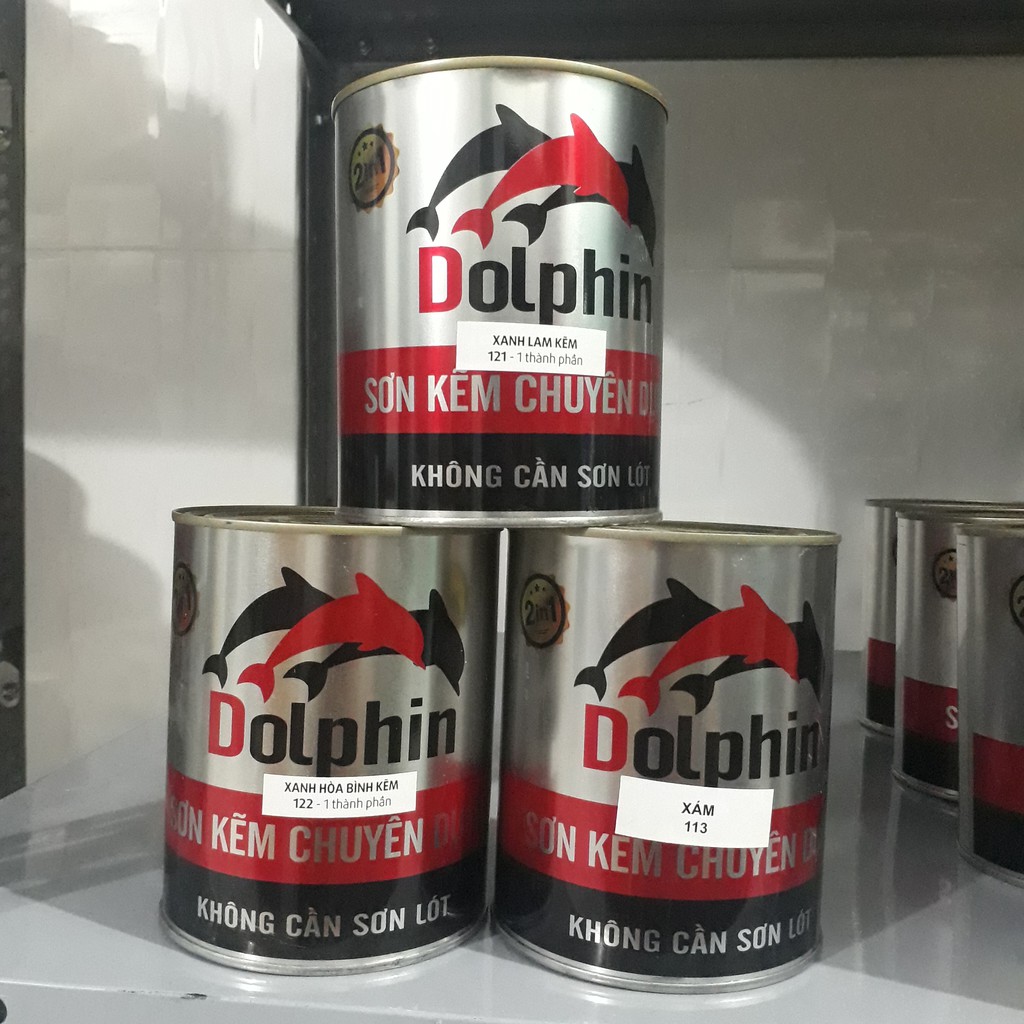 2in1
Dolphin
XANH LAM KẼM
121 - 1 thành phần
SƠN KẼM CHUYÊN
KHÔNG CẦN SƠN LÓT
Dolphin
XANH HÒA BÌNH KẼM
122 - 1 thành phần
SƠN KẼM CHUYÊN
KHÔNG CẦN SƠN LÓT
2in1
Dolphin
XÁM
113
SƠN KẼM CHUYÊN
KHÔNG CẦN SƠN LÓT